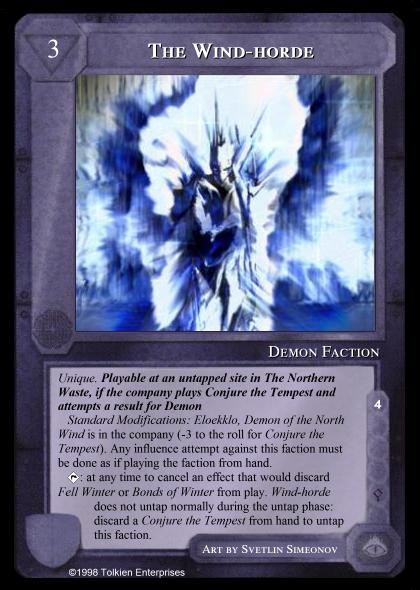 3
THE WIND-HORDE
DEMON FACTION
Unique. Playable at an untapped site in The Northern
Waste, if the company plays Conjure the Tempest and
attempts a result for Demon
4
Standard Modifications: Eloekklo, Demon of the North
Wind is in the company (-3 to the roll for Conjure the
Tempest). Any influence attempt against this faction must
be done as if playing the faction from hand.
: at any time to cancel an effect that would discard
Fell Winter or Bonds of Winter from play. Wind-horde
does not untap normally during the untap phase:
discard a Conjure the Tempest from hand to untap
this faction.
ART BY SVETLIN SIMEONOV
©1998 Tolkien Enterprises